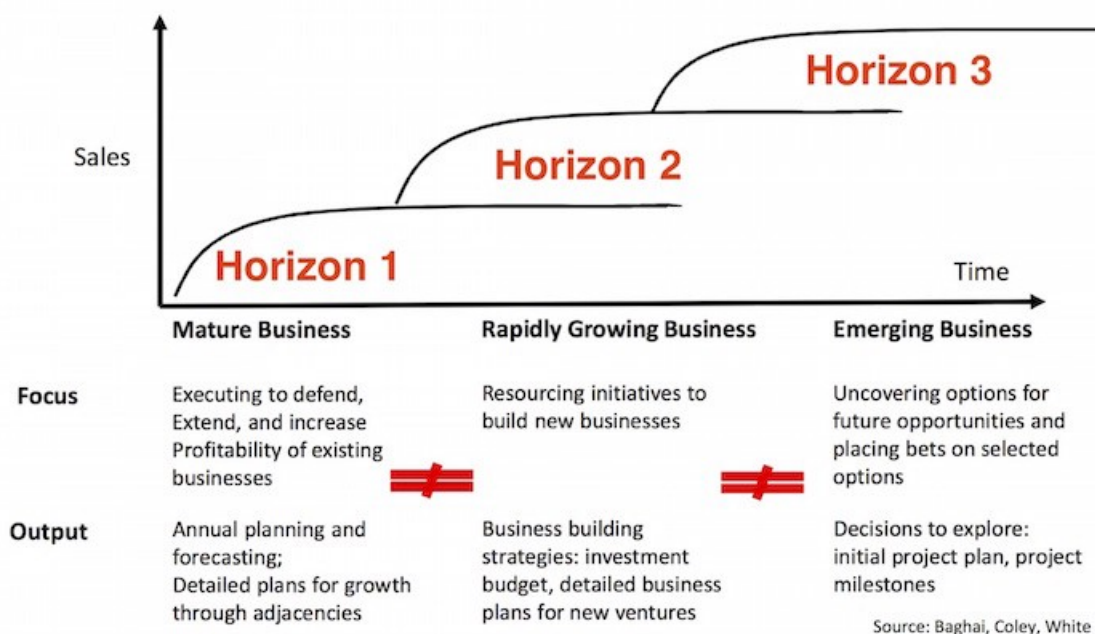 Horizon 3
Sales
Horizon 2
Horizon 1
Time
Mature Business
Rapidly Growing Business
Emerging Business
Focus
Executing to defend,
Extend, and increase
Profitability of existing
businesses
Resourcing initiatives to
build new businesses
Uncovering options for
future opportunities and
placing bets on selected
options
Output
Annual planning and
forecasting;
Detailed plans for growth
through adjacencies
Business building
strategies: investment
budget, detailed business
plans for new ventures
Decisions to explore:
initial project plan, project
milestones
Source: Baghai, Coley, White